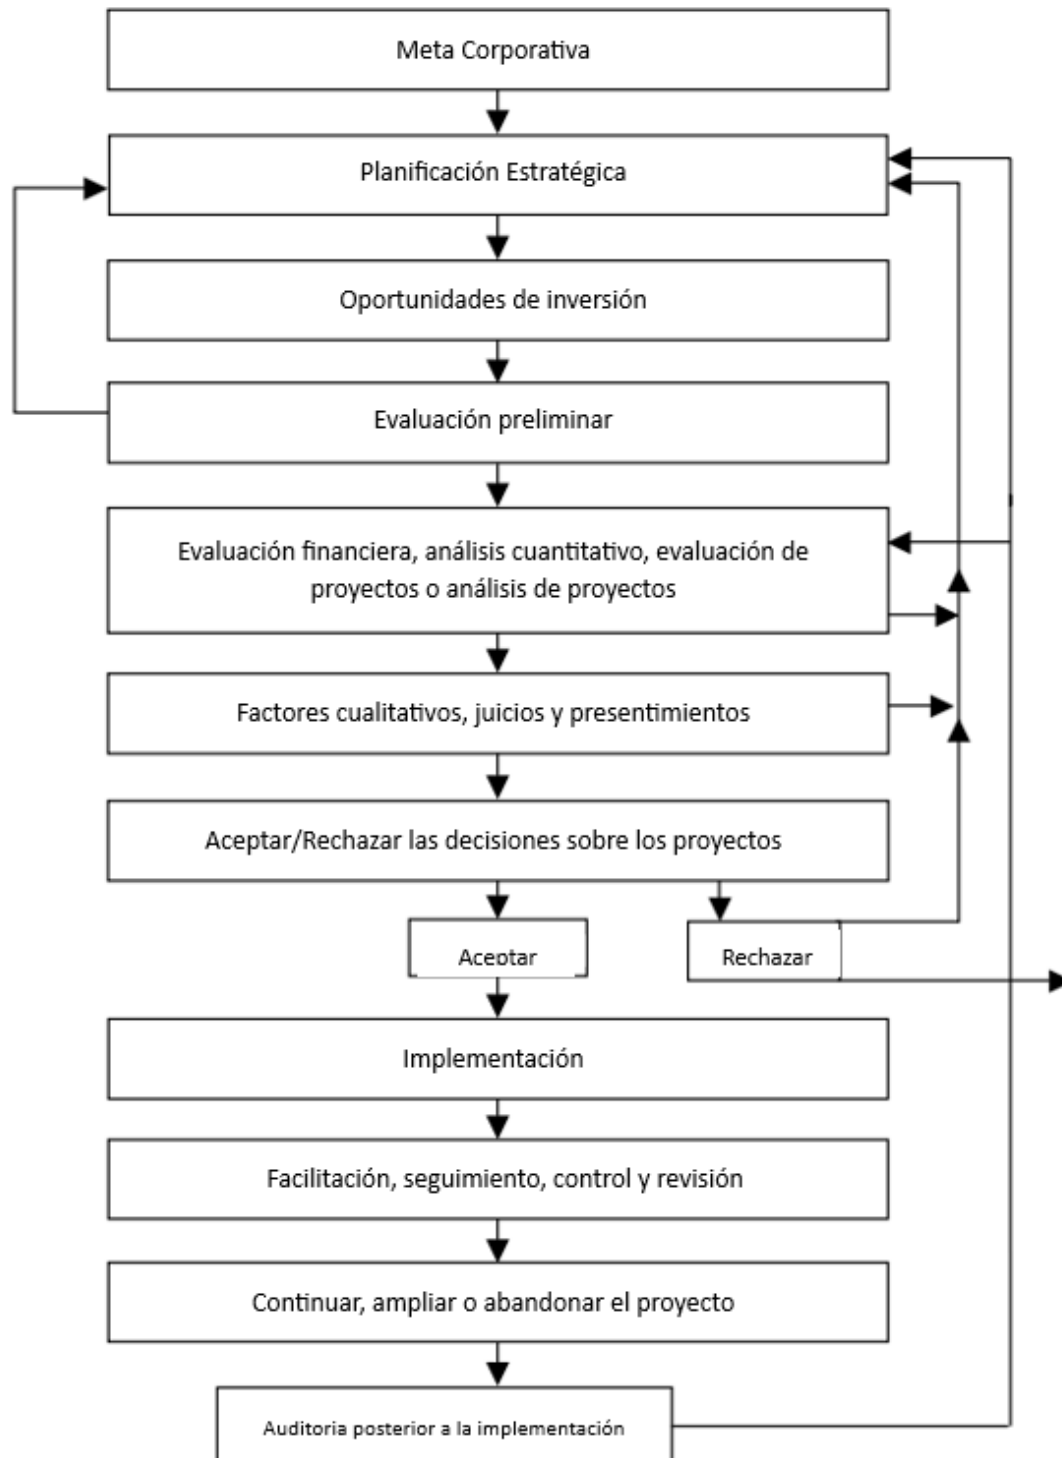 Meta Corporativa
Planificación Estratégica
Oportunidades de inversión
Evaluación preliminar
Evaluación financiera, análisis cuantitativo, evaluación de
proyectos o análisis de proyectos
Factores cualitativos, juicios y presentimientos
Aceptar/Rechazar las decisiones sobre los proyectos
Aceptar
Rechazar
Implementación
Facilitación, seguimiento, control y revisión
Continuar, ampliar o abandonar el proyecto
Auditoria posterior a la implementación